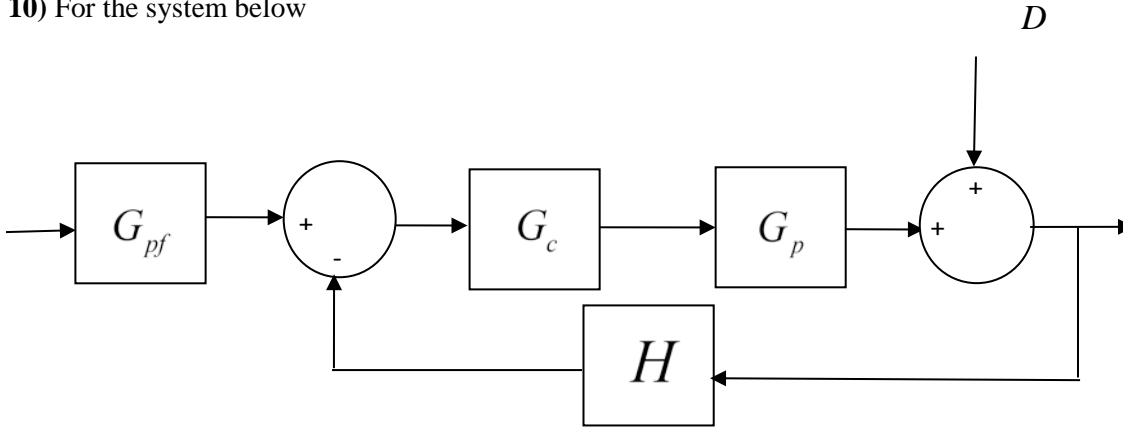 10) For the system below
D
+
G_pf
+
-
G_c
G_p
+
H